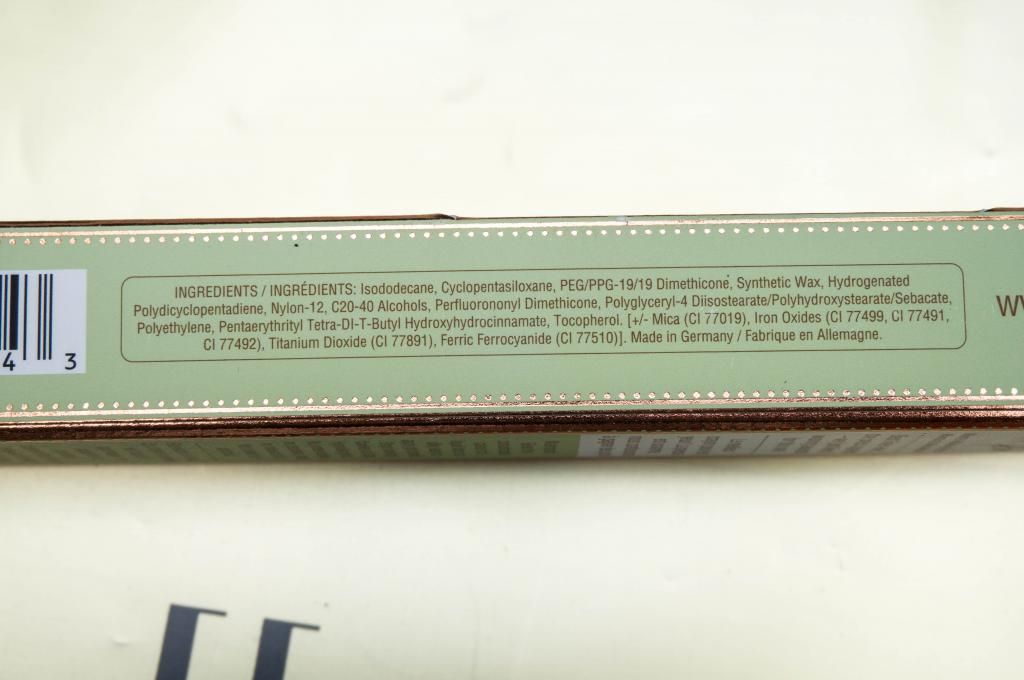 INGREDIENTS / INGRÉDIENTS: Isododecane, Cyclopentasiloxane, PEG/PPG-19/19 Dimethicone, Synthetic Wax, Hydrogenated
Polydicyclopentadiene, Nylon-12, C20-40 Alcohols, Perfluorononyl Dimethicone, Polyglyceryl-4 Diisostearate/Polyhydroxystearate/Sebacate,
Polyethylene, Pentaerythrityl Tetra-DI-T-Butyl Hydroxyhydrocinnamate, Tocopherol. [+/- Mica (CI 77019), Iron Oxides (CI 77499, CI 77491,
CI 77492), Titanium Dioxide (CI 77891), Ferric Ferrocyanide (CI 77510)]. Made in Germany / Fabrique en Allemagne.
4 3